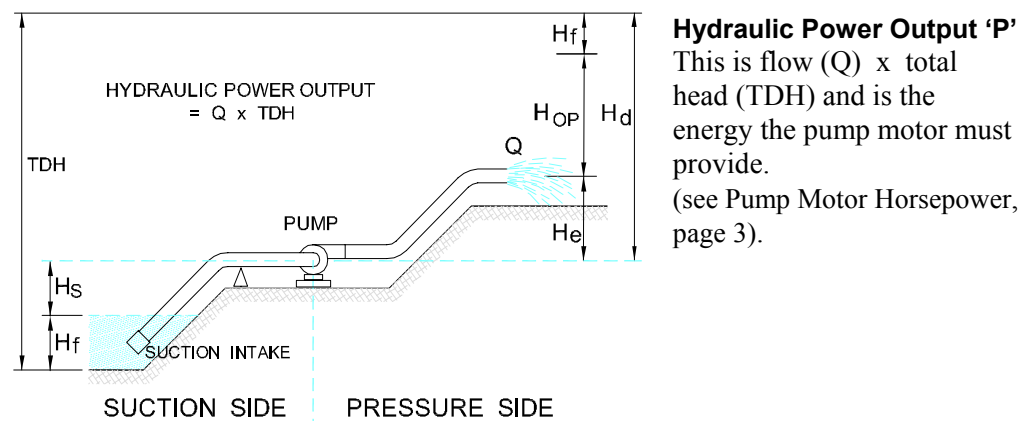 Hf
HYDRAULIC POWER OUTPUT
= Q x TDH
HOP
Hd
TDH
Q
PUMP
He
HS
Hf
SUCTION INTAKE
SUCTION SIDE
PRESSURE SIDE
Hydraulic Power Output ‘P’
This is flow (Q) x total
head (TDH) and is the
energy the pump motor must
provide.
(see Pump Motor Horsepower,
page 3).